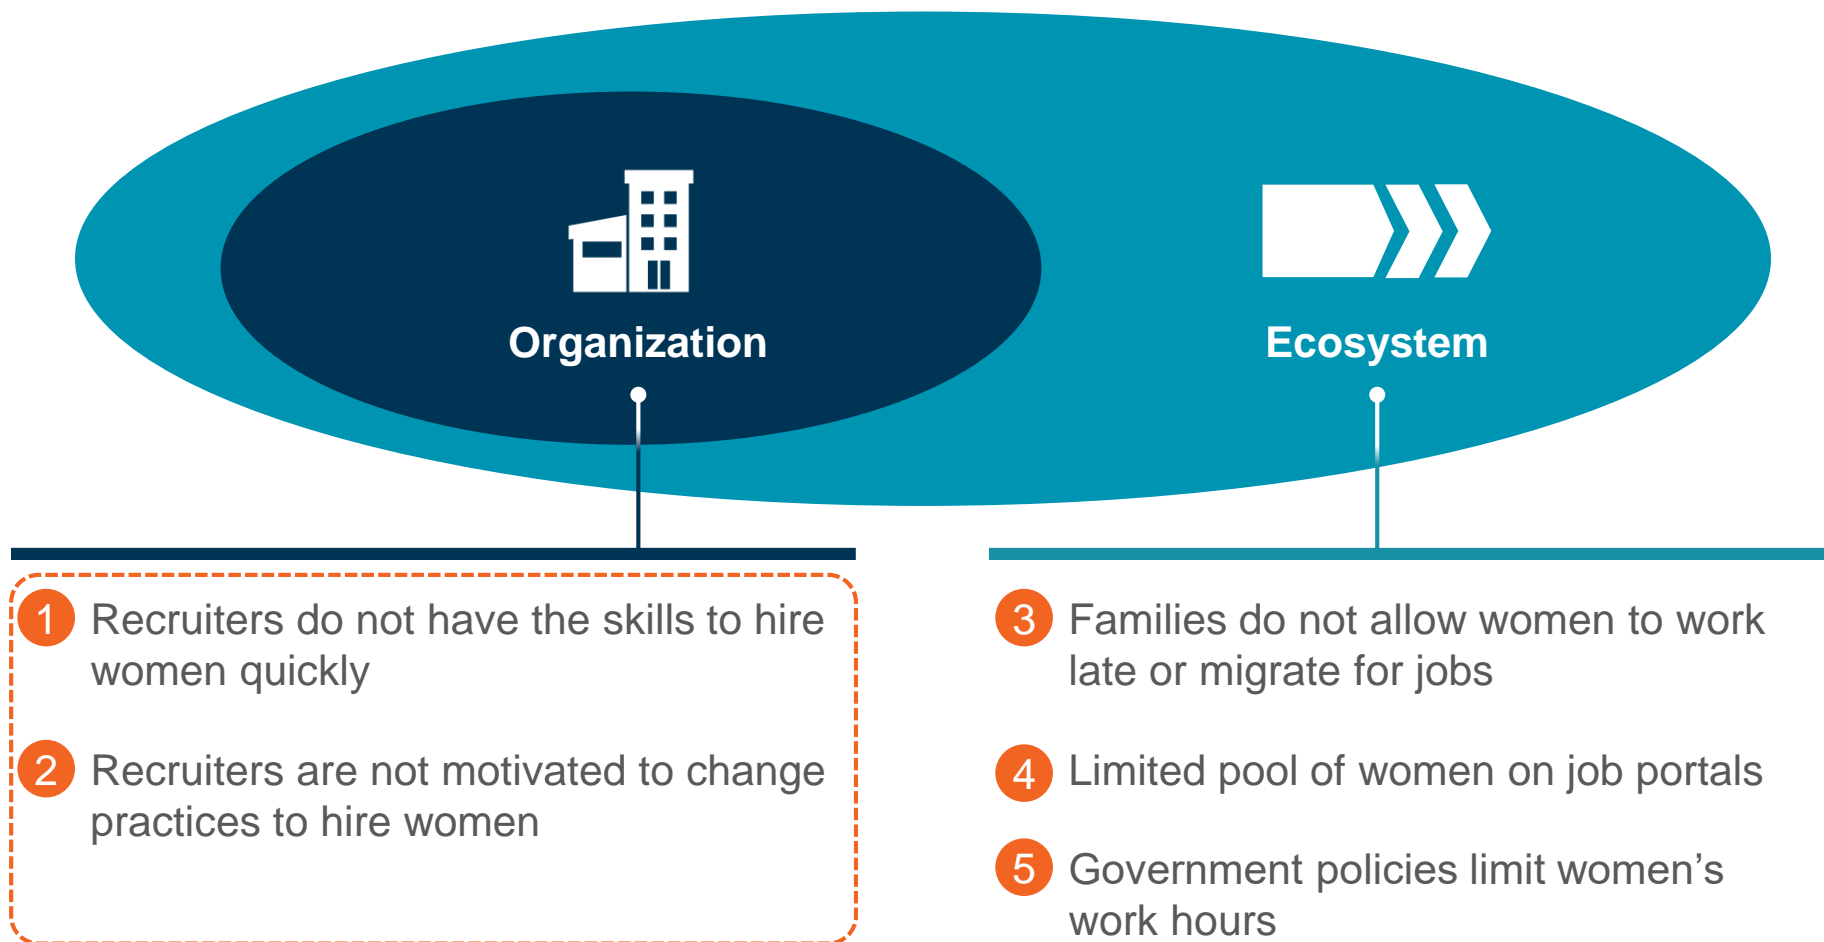 Organization
Ecosystem
1 Recruiters do not have the skills to hire
women quickly
2 Recruiters are not motivated to change
practices to hire women
3 Families do not allow women to work
late or migrate for jobs
4 Limited pool of women on job portals
5 Government policies limit women’s
work hours